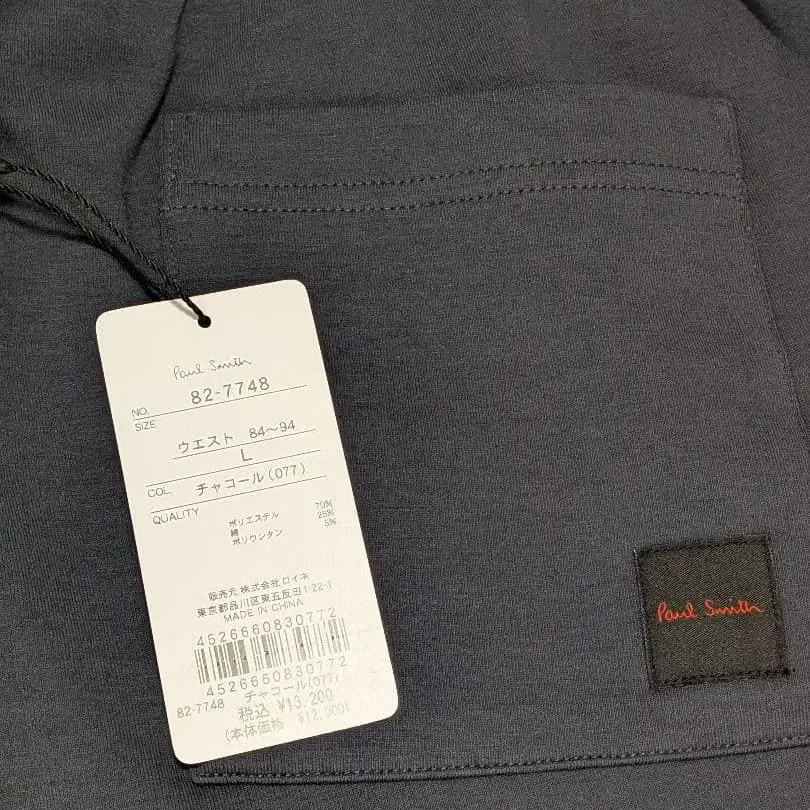 Paul Smith
NO. 82-7748
SIZE
ウエスト 84～94
L
COL. チャコール(077)
QUALITY
ポリエステル 70%
綿 25%
ポリウレタン 5%
販売元 株式会社ロイネ
東京都品川区東五反田1-22-1
MADE IN CHINA
4526660830772
L
4526660830772
82-7748 チャコール(077) L
税込 ¥13,200
(本体価格 ¥12,000)
Paul Smith